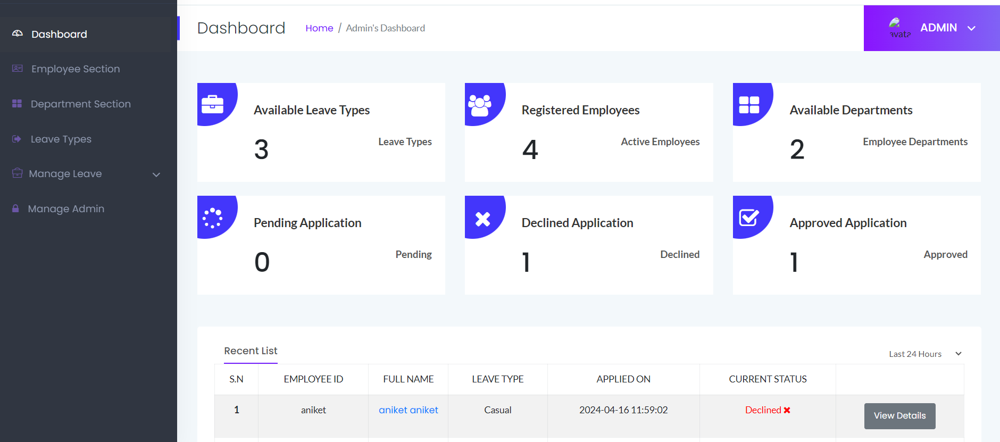 Dashboard
Employee Section
Department Section
Leave Types
Manage Leave
Manage Admin
Dashboard Home / Admin's Dashboard
avata ADMIN
Available Leave Types
3 Leave Types
Registered Employees
4 Active Employees
Available Departments
2 Employee Departments
Pending Application
0 Pending
Declined Application
1 Declined
Approved Application
1 Approved
Recent List
Last 24 Hours
S.N EMPLOYEE ID FULL NAME LEAVE TYPE APPLIED ON CURRENT STATUS
1 aniket aniket aniket Casual 2024-04-16 11:59:02 Declined View Details